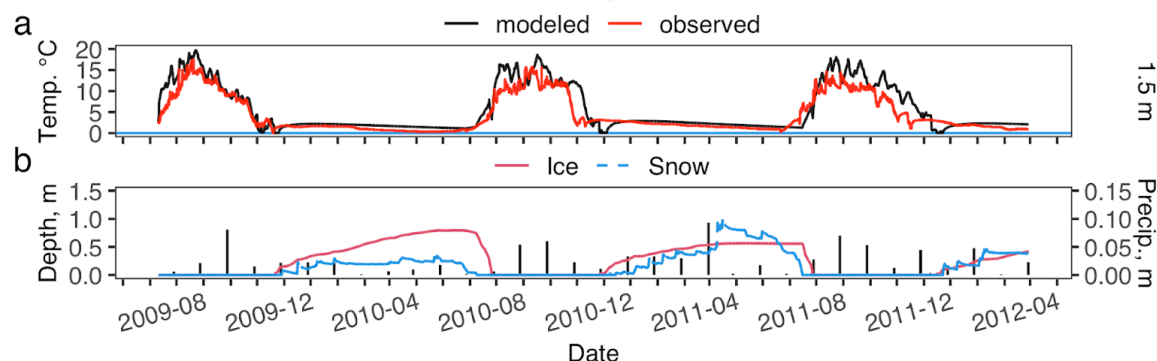 a
modeled observed
Temp. °C
20
15
10
5
0
1.5 m
b
Ice Snow
Depth, m
1.5
1.0
0.5
0.0
0.15
0.10
0.05
0.00
Precip., m
2009-08 2009-12 2010-04 2010-08 2010-12 2011-04 2011-08 2011-12 2012-04
Date